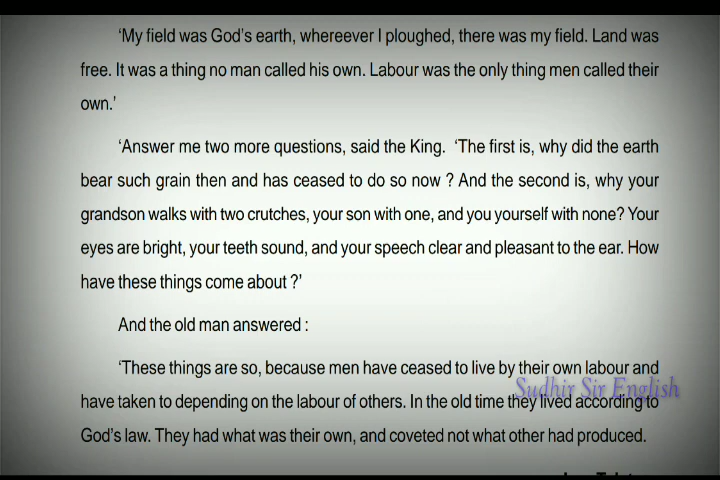 'My field was God's earth, whereever I ploughed, there was my field. Land was
free. It was a thing no man called his own. Labour was the only thing men called their
own.'
'Answer me two more questions, said the King. 'The first is, why did the earth
bear such grain then and has ceased to do so now ? And the second is, why your
grandson walks with two crutches, your son with one, and you yourself with none? Your
eyes are bright, your teeth sound, and your speech clear and pleasant to the ear. How
have these things come about ?'
And the old man answered :
'These things are so, because men have ceased to live by their own labour and
Sudhir Sir English
have taken to depending on the labour of others. In the old time they lived according to
God's law. They had what was their own, and coveted not what other had produced.